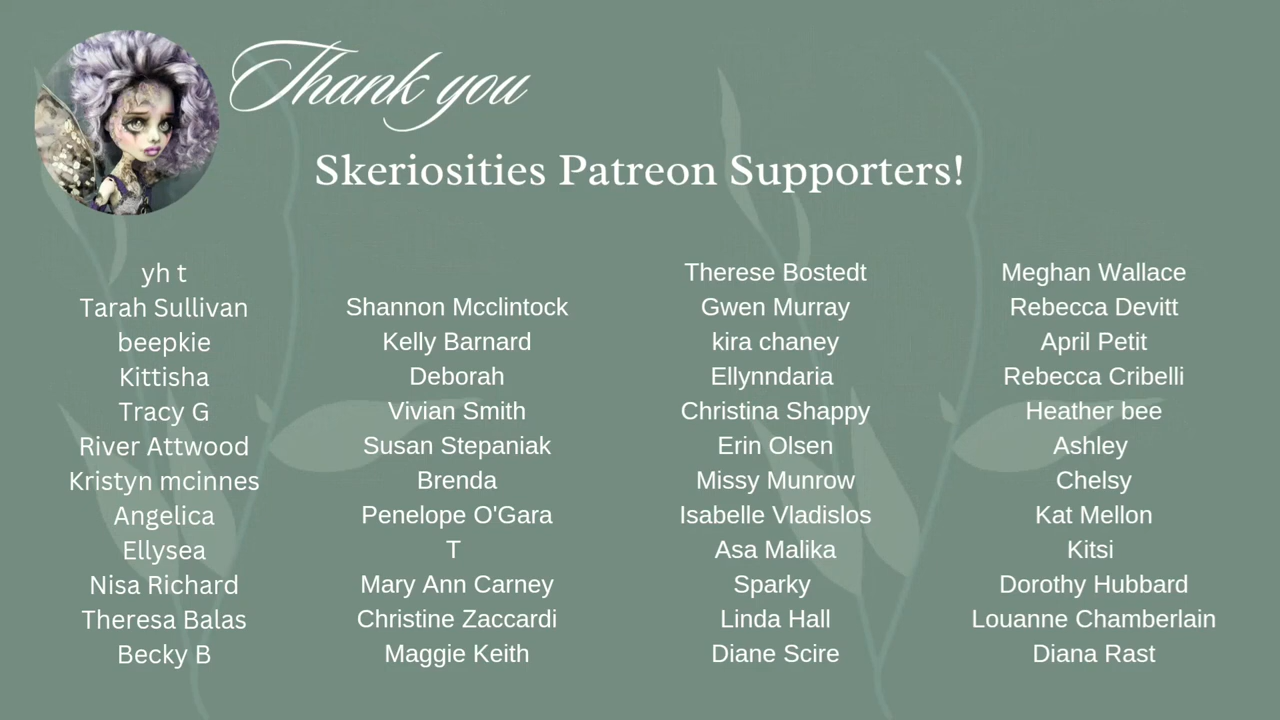 Thank you
Skeriosities Patreon Supporters!
yh t
Tarah Sullivan
beepkie
Kittisha
Tracy G
River Attwood
Kristyn mcinnes
Angelica
Ellysea
Nisa Richard
Theresa Balas
Becky B
Shannon Mcclintock
Kelly Barnard
Deborah
Vivian Smith
Susan Stepaniak
Brenda
Penelope O'Gara
T
Mary Ann Carney
Christine Zaccardi
Maggie Keith
Therese Bostedt
Gwen Murray
kira chaney
Ellynndaria
Christina Shappy
Erin Olsen
Missy Munrow
Isabelle Vladislos
Asa Malika
Sparky
Linda Hall
Diane Scire
Meghan Wallace
Rebecca Devitt
April Petit
Rebecca Cribelli
Heather bee
Ashley
Chelsy
Kat Mellon
Kitsi
Dorothy Hubbard
Louanne Chamberlain
Diana Rast